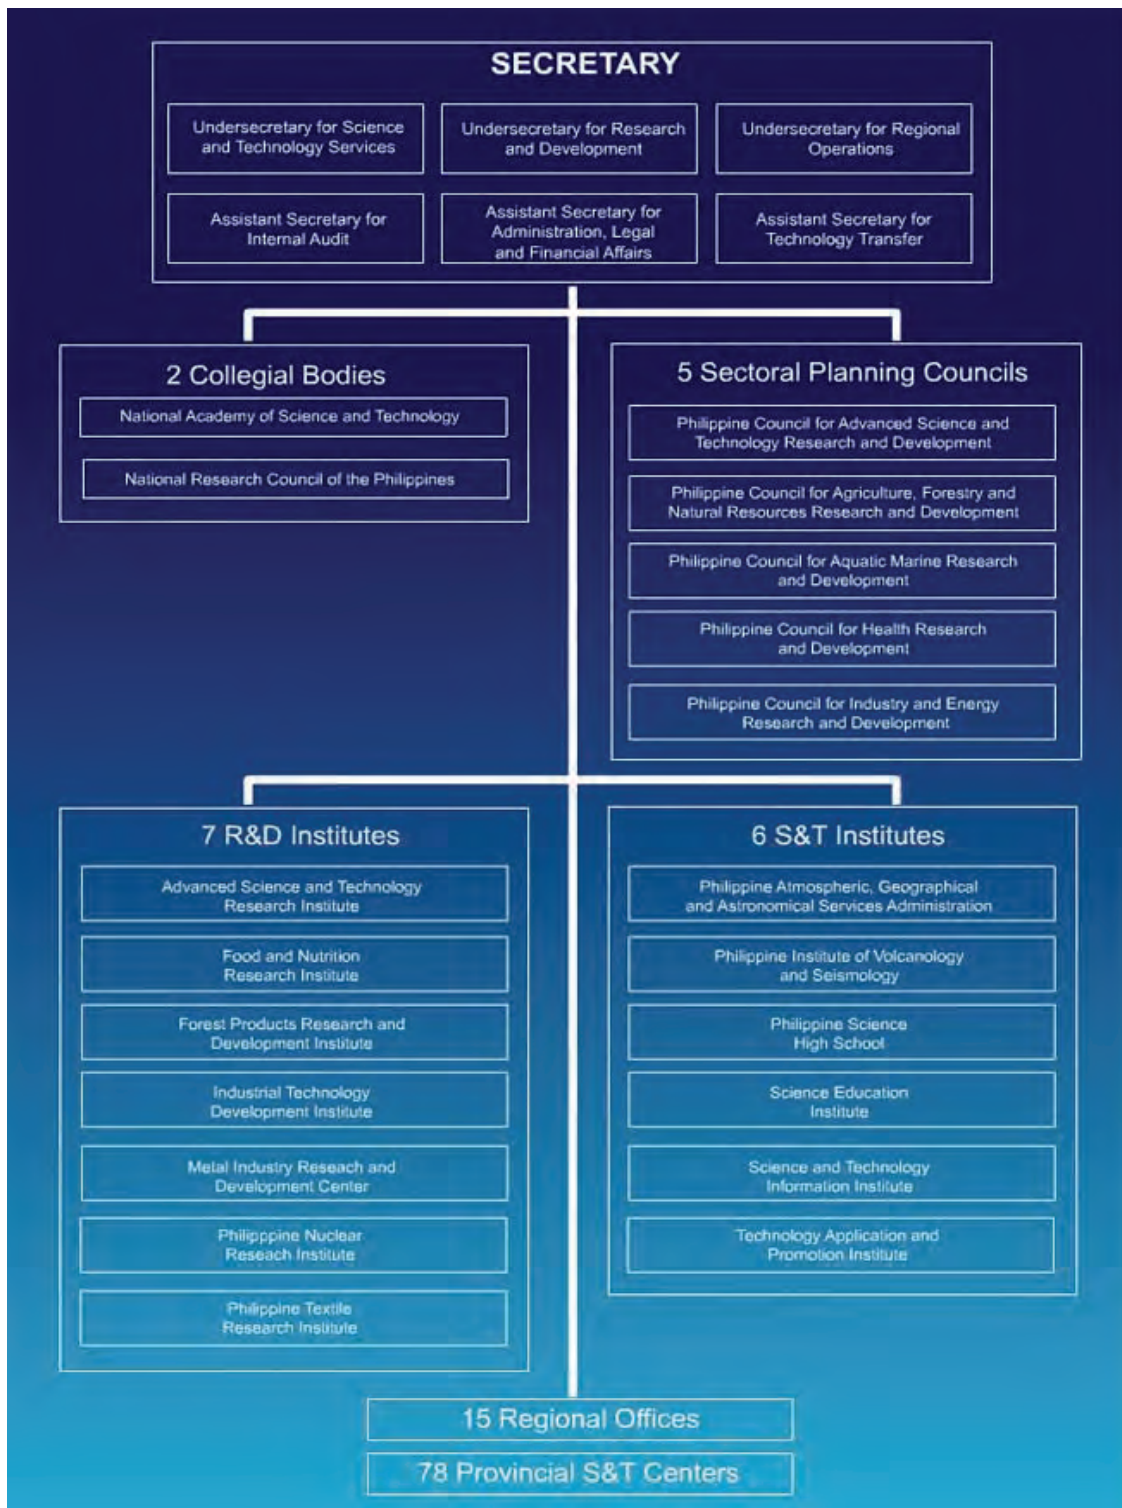 SECRETARY
Undersecretary for Science
and Technology Services
Undersecretary for Research
and Development
Undersecretary for Regional
Operations
Assistant Secretary for
Internal Audit
Assistant Secretary for
Administration, Legal
and Financial Affairs
Assistant Secretary for
Technology Transfer
2 Collegial Bodies
National Academy of Science and Technology
National Research Council of the Philippines
5 Sectoral Planning Councils
Philippine Council for Advanced Science and
Technology Research and Development
Philippine Council for Agriculture, Forestry and
Natural Resources Research and Development
Philippine Council for Aquatic Marine Research
and Development
Philippine Council for Health Research
and Development
Philippine Council for Industry and Energy
Research and Development
7 R&D Institutes
Advanced Science and Technology
Research Institute
Food and Nutrition
Research Institute
Forest Products Research and
Development Institute
Industrial Technology
Development Institute
Metal Industry Reseach and
Development Center
Philipppine Nuclear
Reseach Institute
Philippine Textile
Research Institute
6 S&T Institutes
Philippine Atmospheric, Geographical
and Astronomical Services Administration
Philippine Institute of Volcanology
and Seismology
Philippine Science
High School
Science Education
Institute
Science and Technology
Information Institute
Technology Application and
Promotion Institute
15 Regional Offices
78 Provincial S&T Centers